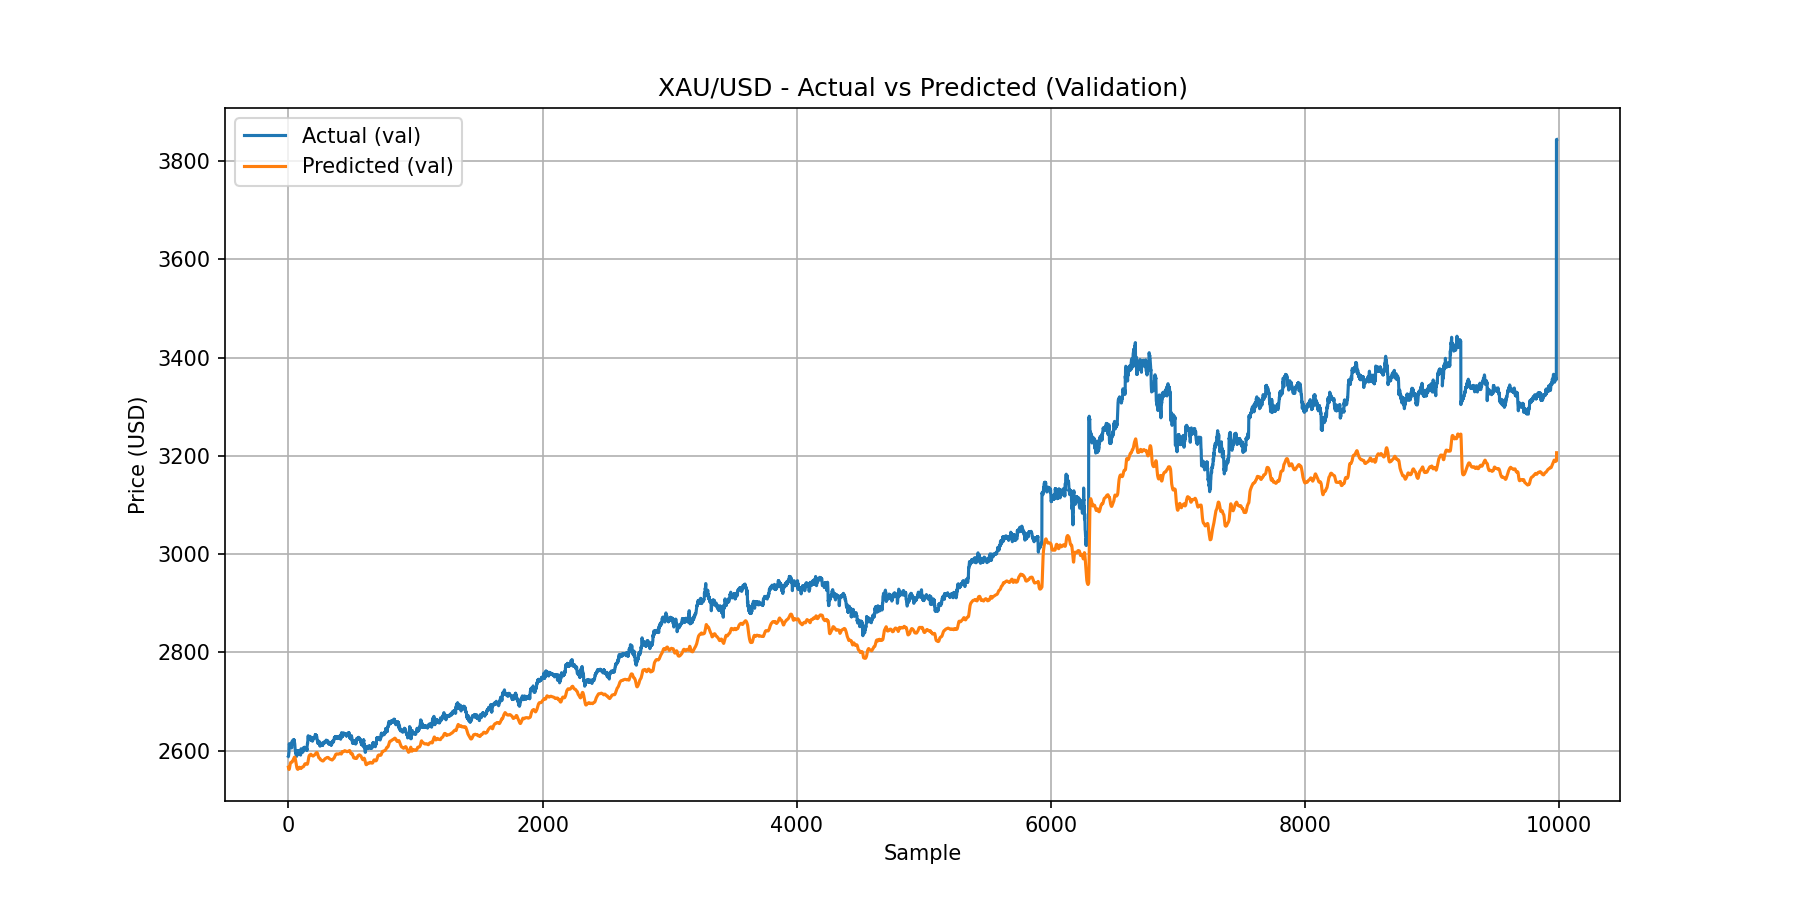 XAU/USD - Actual vs Predicted (Validation)
Actual (val)
Predicted (val)
Price (USD)
3800
3600
3400
3200
3000
2800
2600
0 2000 4000 6000 8000 10000
Sample